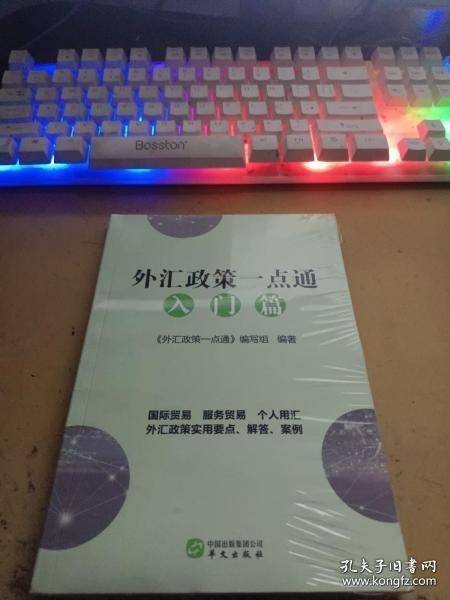 Bosston
外汇政策一点通
入门篇
《外汇政策一点通》编写组 编著
国际贸易 服务贸易 个人用汇
外汇政策实用要点、解答、案例
中国出版集团公司
华文出版社
孔夫子旧书网
www.kongfz.com